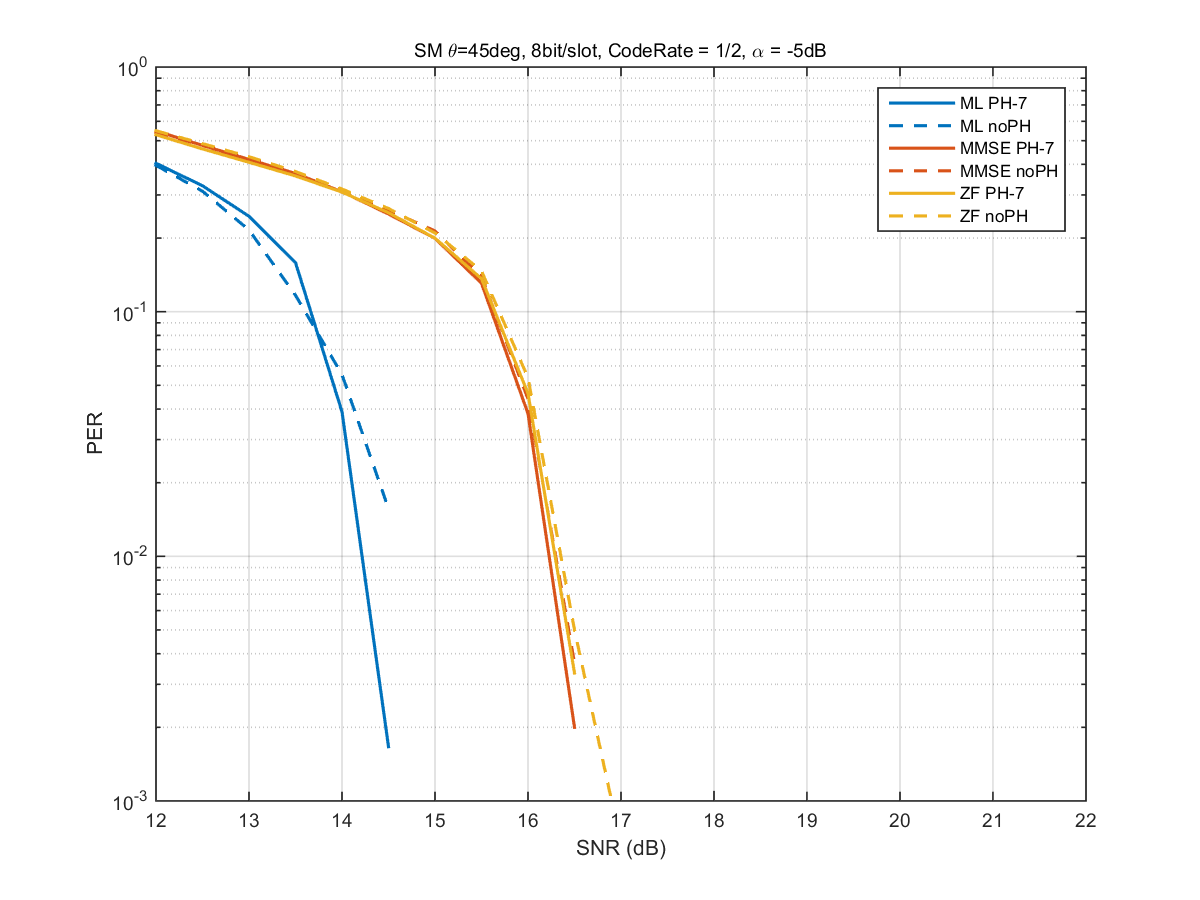 SM θ=45deg, 8bit/slot, CodeRate = 1/2, α = -5dB
10^0
10^-1
10^-2
10^-3
PER
12 13 14 15 16 17 18 19 20 21 22
SNR (dB)
ML PH-7
ML noPH
MMSE PH-7
MMSE noPH
ZF PH-7
ZF noPH